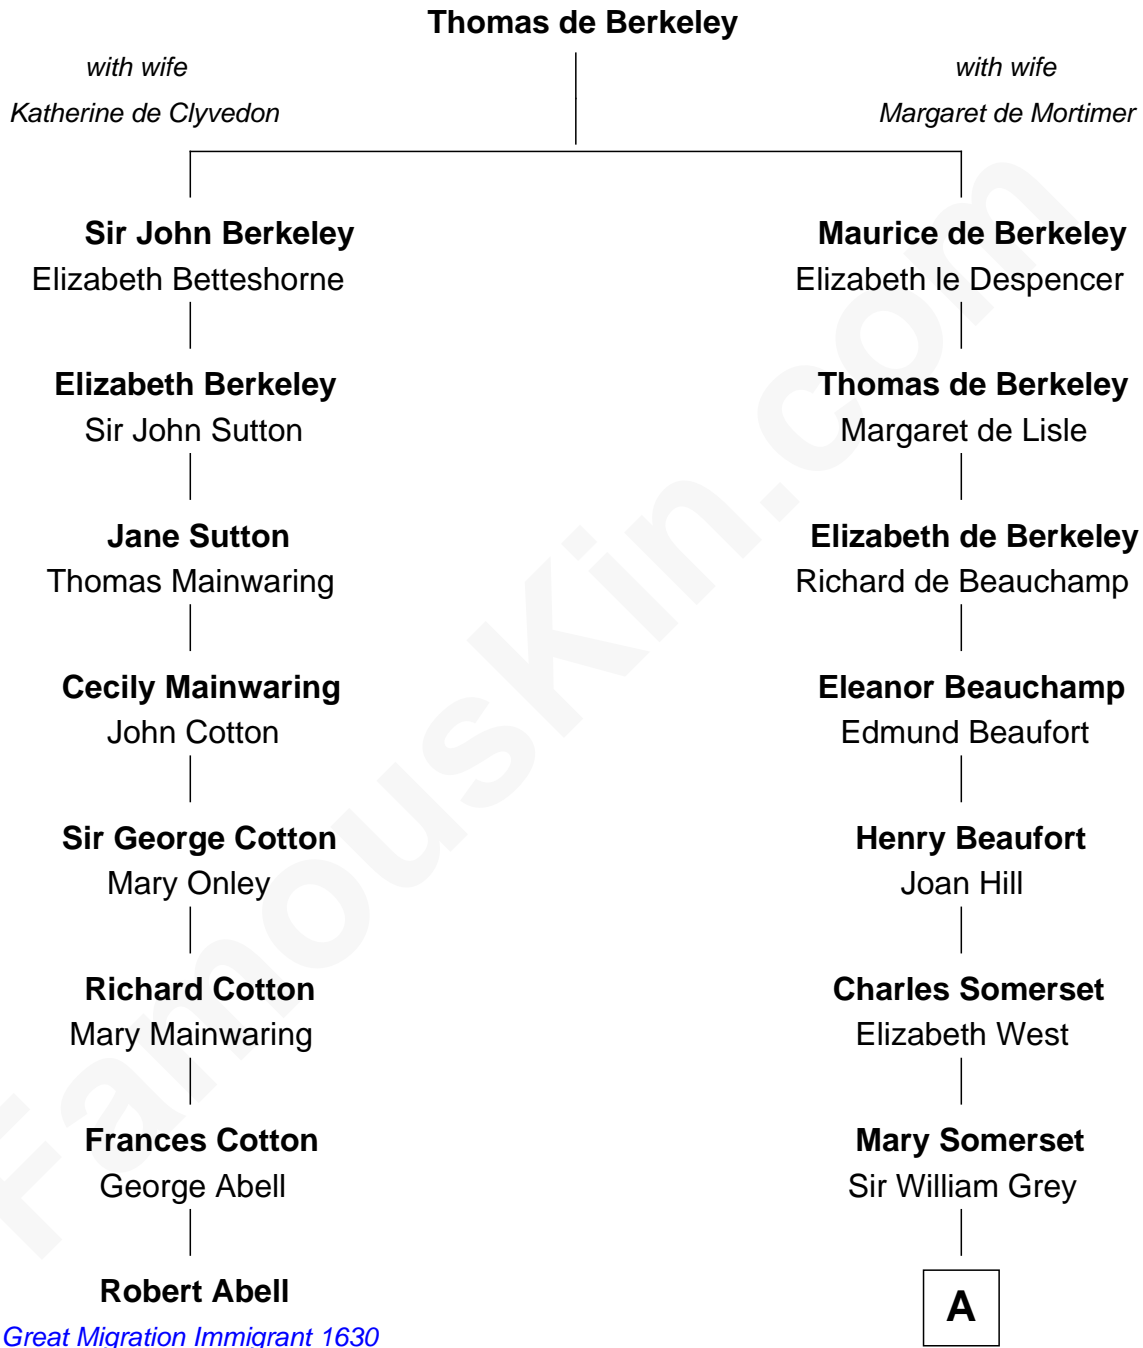 Thomas de Berkeley
with wife
Katherine de Clyvedon
with wife
Margaret de Mortimer
Sir John Berkeley
Elizabeth Betteshorne
Maurice de Berkeley
Elizabeth le Despencer
Elizabeth Berkeley
Sir John Sutton
Thomas de Berkeley
Margaret de Lisle
Jane Sutton
Thomas Mainwaring
Elizabeth de Berkeley
Richard de Beauchamp
Cecily Mainwaring
John Cotton
Eleanor Beauchamp
Edmund Beaufort
Sir George Cotton
Mary Onley
Henry Beaufort
Joan Hill
Richard Cotton
Mary Mainwaring
Charles Somerset
Elizabeth West
Frances Cotton
George Abell
Mary Somerset
Sir William Grey
Robert Abell
Great Migration Immigrant 1630
A
FamousKin.com